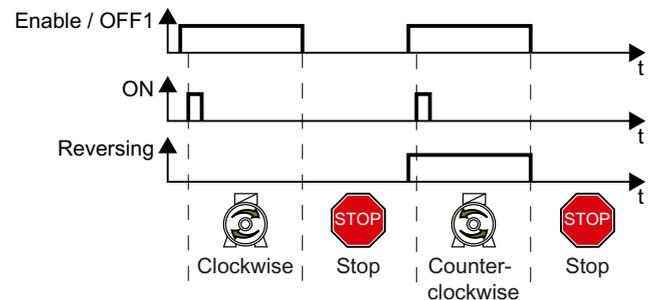 Enable / OFF1
t
ON
t
Reversing
t
STOP
STOP
Clockwise
Stop
Counter-
clockwise
Stop